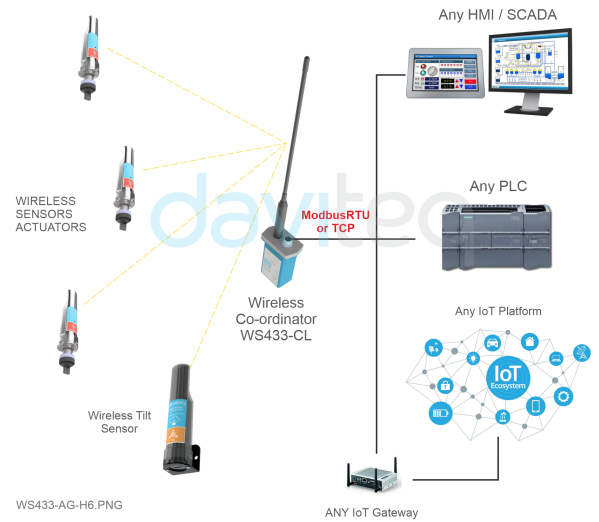 Any HMI / SCADA
WIRELESS
SENSORS
ACTUATORS
daviteq
ModbusRTU
or TCP
Any PLC
Wireless
Co-ordinator
WS433-CL
Any IoT Platform
IoT
Ecosystem
Wireless Tilt
Sensor
WS433-AG-H6.PNG
ANY IoT Gateway